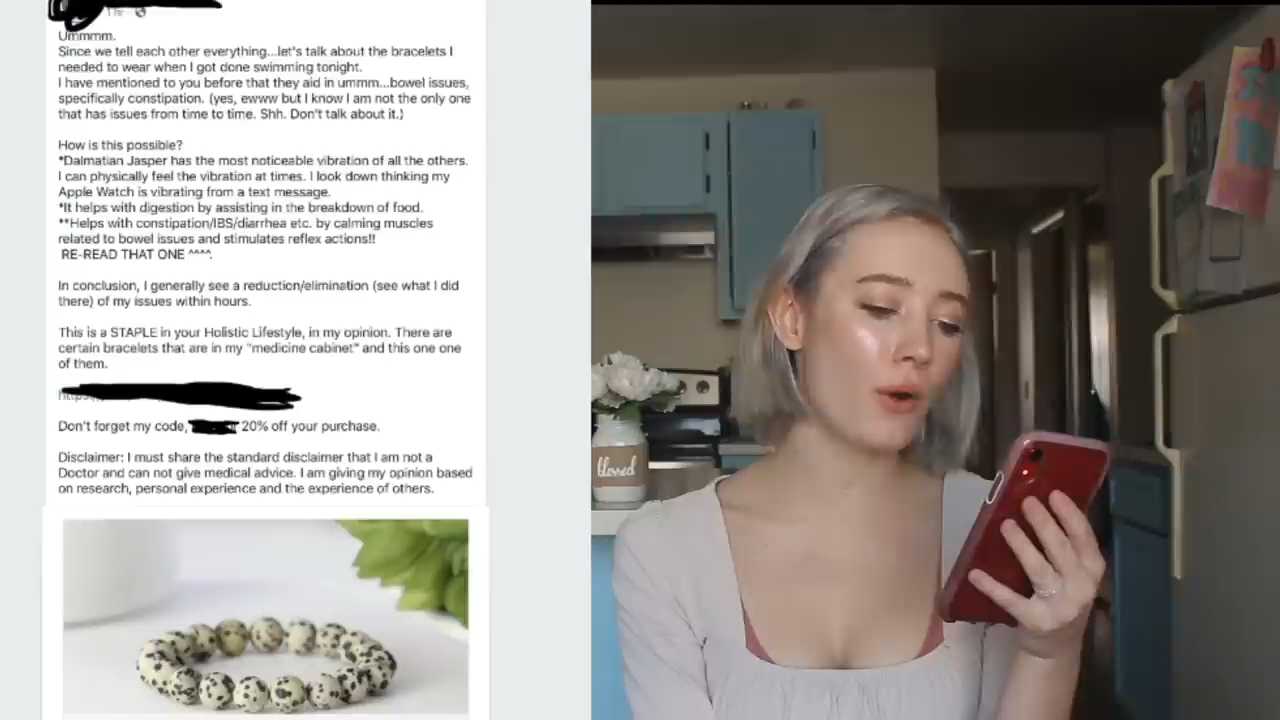 1hr
Ummmm.
Since we tell each other everything...let's talk about the bracelets I
needed to wear when I got done swimming tonight.
I have mentioned to you before that they aid in ummm...bowel issues,
specifically constipation. (yes, ewww but I know I am not the only one
that has issues from time to time. Shh. Don't talk about it.)
How is this possible?
*Dalmatian Jasper has the most noticeable vibration of all the others.
I can physically feel the vibration at times. I look down thinking my
Apple Watch is vibrating from a text message.
*It helps with digestion by assisting in the breakdown of food.
**Helps with constipation/IBS/diarrhea etc. by calming muscles
related to bowel issues and stimulates reflex actions!!
RE-READ THAT ONE ^^^^.
In conclusion, I generally see a reduction/elimination (see what I did
there) of my issues within hours.
This is a STAPLE in your Holistic Lifestyle, in my opinion. There are
certain bracelets that are in my "medicine cabinet" and this one one
of them.
Don't forget my code, 20% off your purchase.
Disclaimer: I must share the standard disclaimer that I am not a
Doctor and can not give medical advice. I am giving my opinion based
on research, personal experience and the experience of others.
blessed